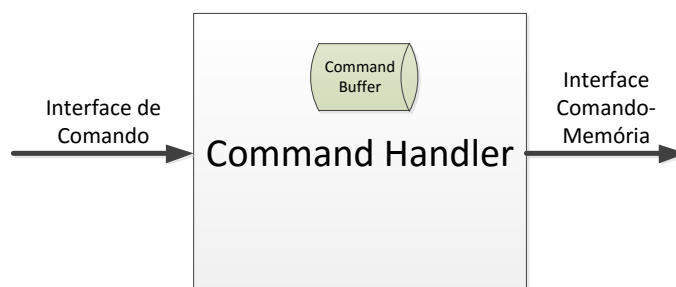 Interface de
Comando
Command
Buffer
Command Handler
Interface
Comando-
Memória